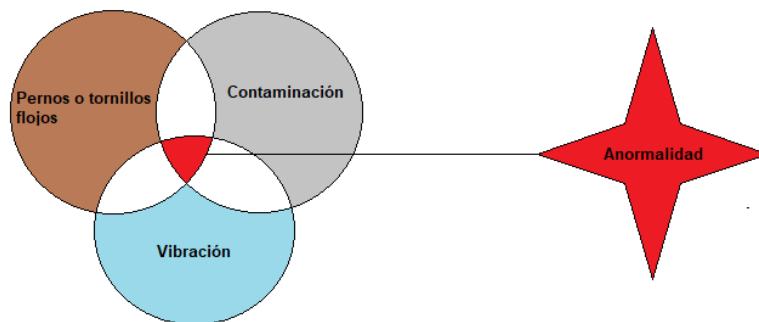 Pernos o tornillos
flojos
Contaminación
Anormalidad
Vibración